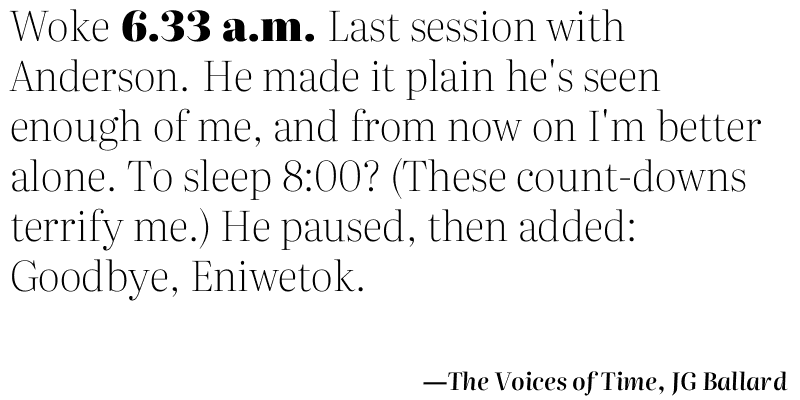 Woke 6.33 a.m. Last session with
Anderson. He made it plain he's seen
enough of me, and from now on I'm better
alone. To sleep 8:00? (These count-downs
terrify me.) He paused, then added:
Goodbye, Eniwetok.
—The Voices of Time, JG Ballard